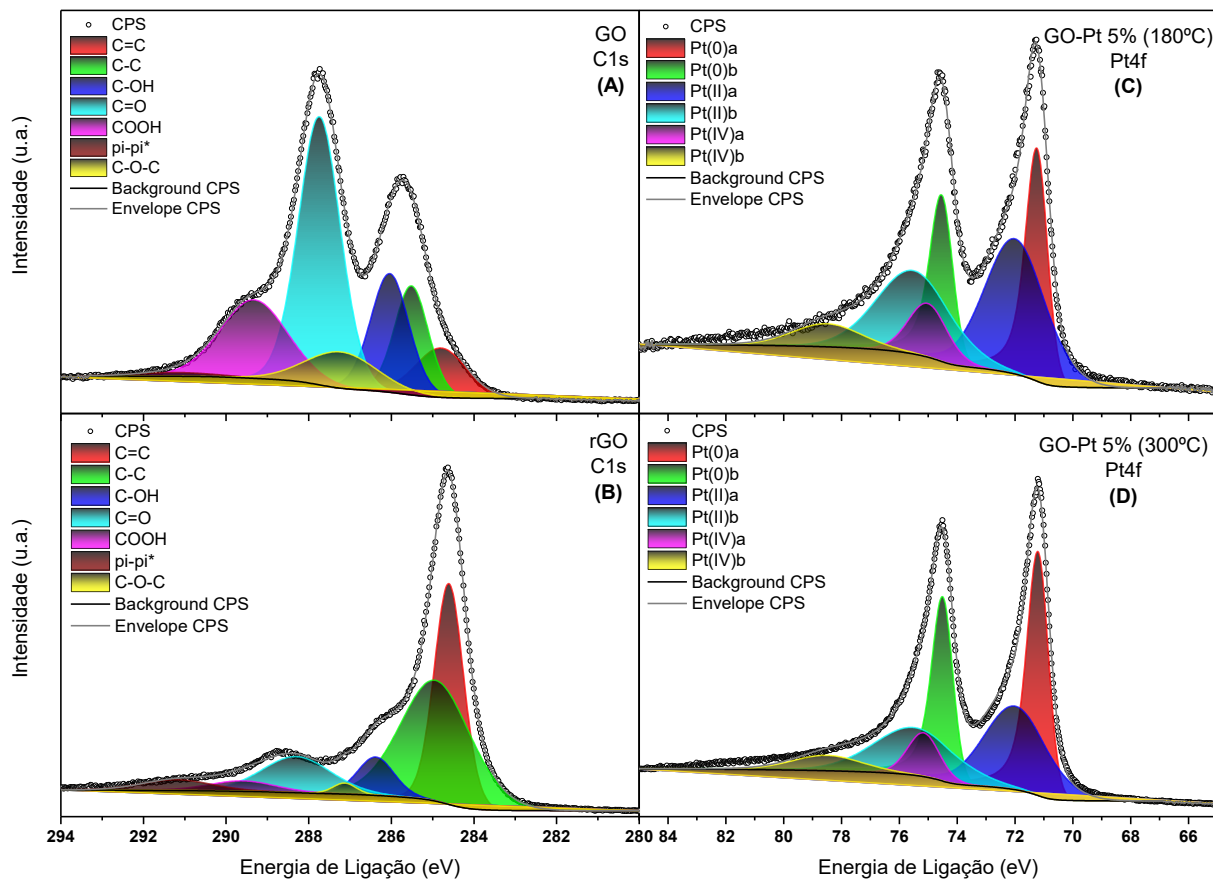 CPS
C=C
C-C
C-OH
C=O
COOH
pi-pi*
C-O-C
Background CPS
Envelope CPS
GO
C1s
(A)
Intensidade (u.a.)
CPS
Pt(0)a
Pt(0)b
Pt(II)a
Pt(II)b
Pt(IV)a
Pt(IV)b
Background CPS
Envelope CPS
GO-Pt 5% (180ºC)
Pt4f
(C)
CPS
C=C
C-C
C-OH
C=O
COOH
pi-pi*
C-O-C
Background CPS
Envelope CPS
rGO
C1s
(B)
Intensidade (u.a.)
294 292 290 288 286 284 282 280
Energia de Ligação (eV)
CPS
Pt(0)a
Pt(0)b
Pt(II)a
Pt(II)b
Pt(IV)a
Pt(IV)b
Background CPS
Envelope CPS
GO-Pt 5% (300ºC)
Pt4f
(D)
84 82 80 77 75 74 72 70 68 66
Energia de Ligação (eV)